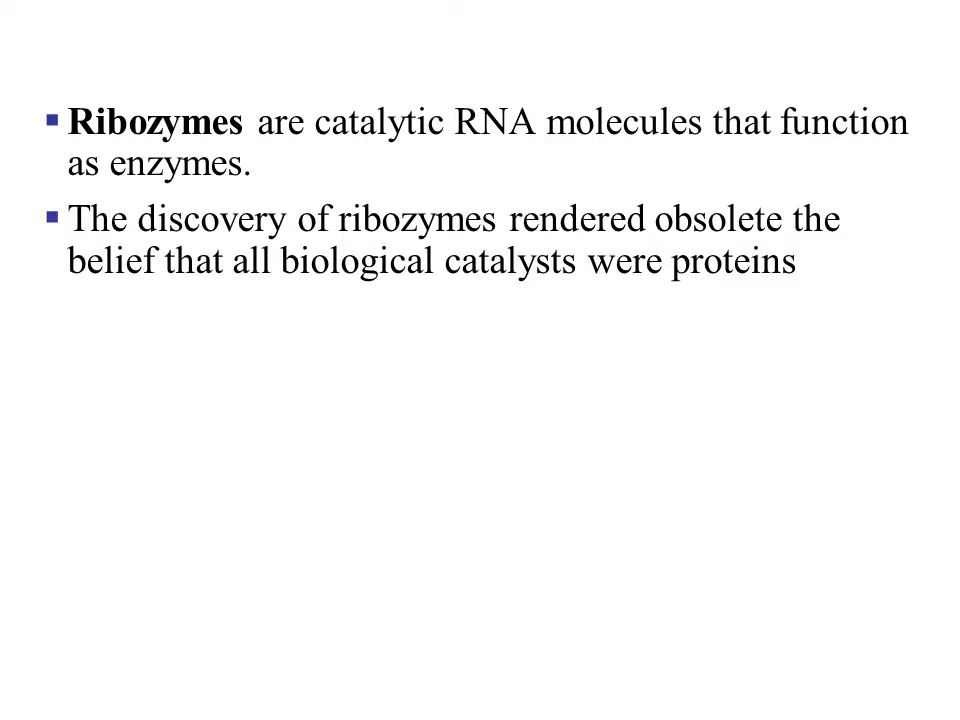 ▪ Ribozymes are catalytic RNA molecules that function
as enzymes.
▪ The discovery of ribozymes rendered obsolete the
belief that all biological catalysts were proteins